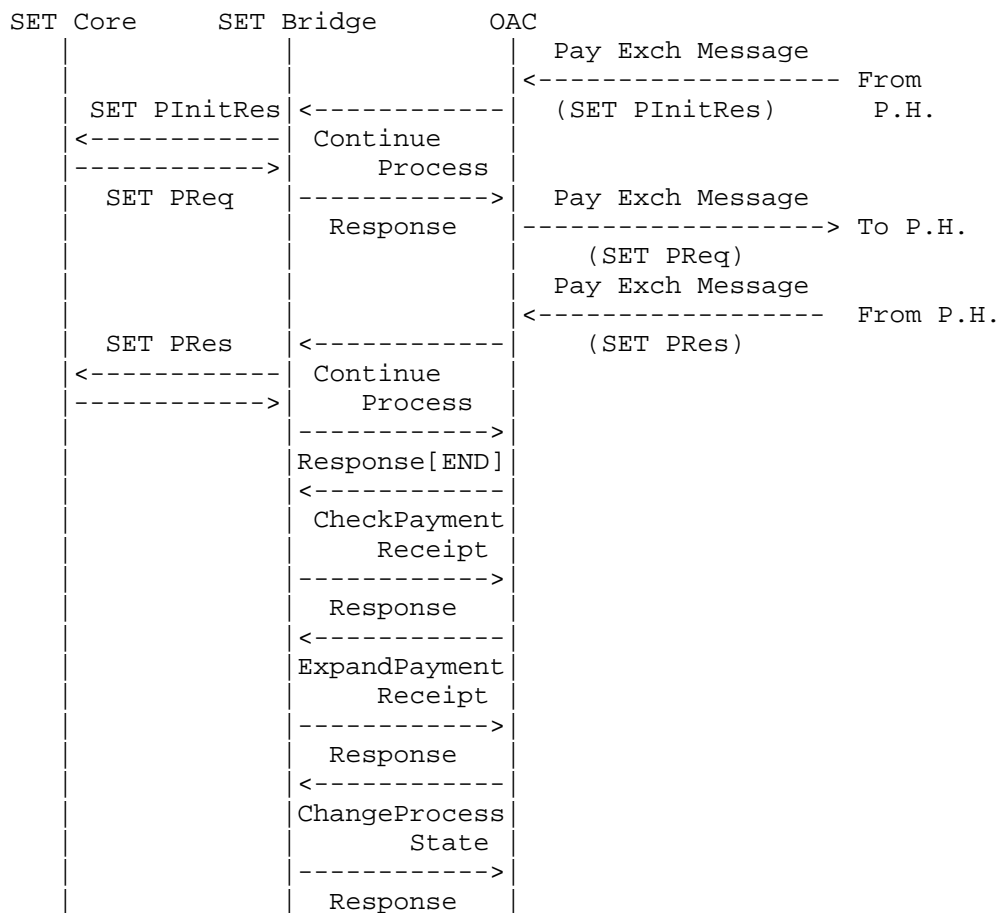 SET Core SET Bridge OAC
Pay Exch Message
<------------------- From
SET PInitRes <------------ (SET PInitRes) P.H.
<------------ Continue
------------> Process
SET PReq ------------> Pay Exch Message
Response -------------------> To P.H.
(SET PReq)
Pay Exch Message
<------------------ From P.H.
SET PRes <------------ (SET PRes)
<------------ Continue
------------> Process
------------>
Response[END]
<------------
CheckPayment
Receipt
------------>
Response
<------------
ExpandPayment
Receipt
------------>
Response
<------------
ChangeProcess
State
------------>
Response